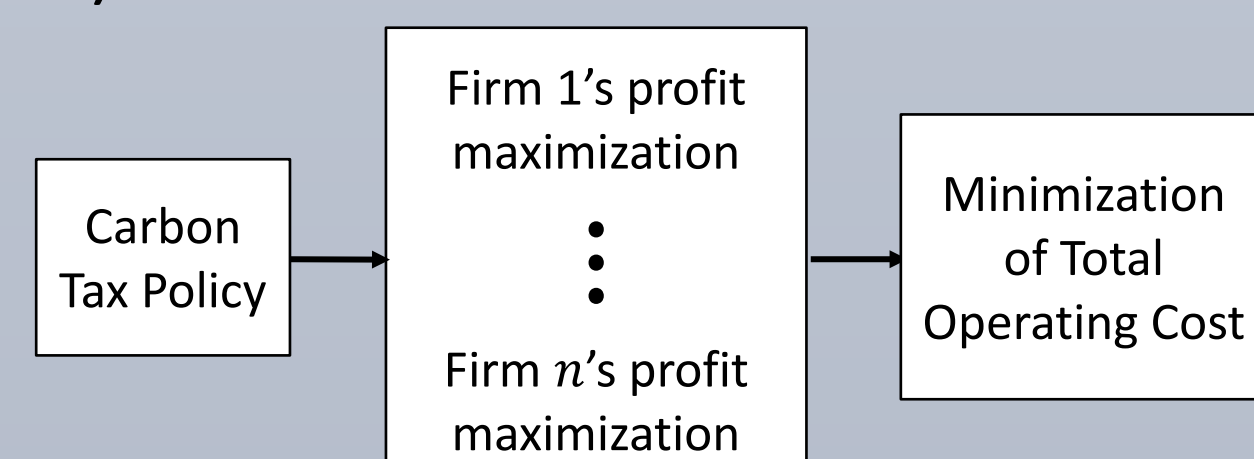 Carbon
Tax Policy
Firm 1’s profit
maximization
Firm n’s profit
maximization
Minimization
of Total
Operating Cost